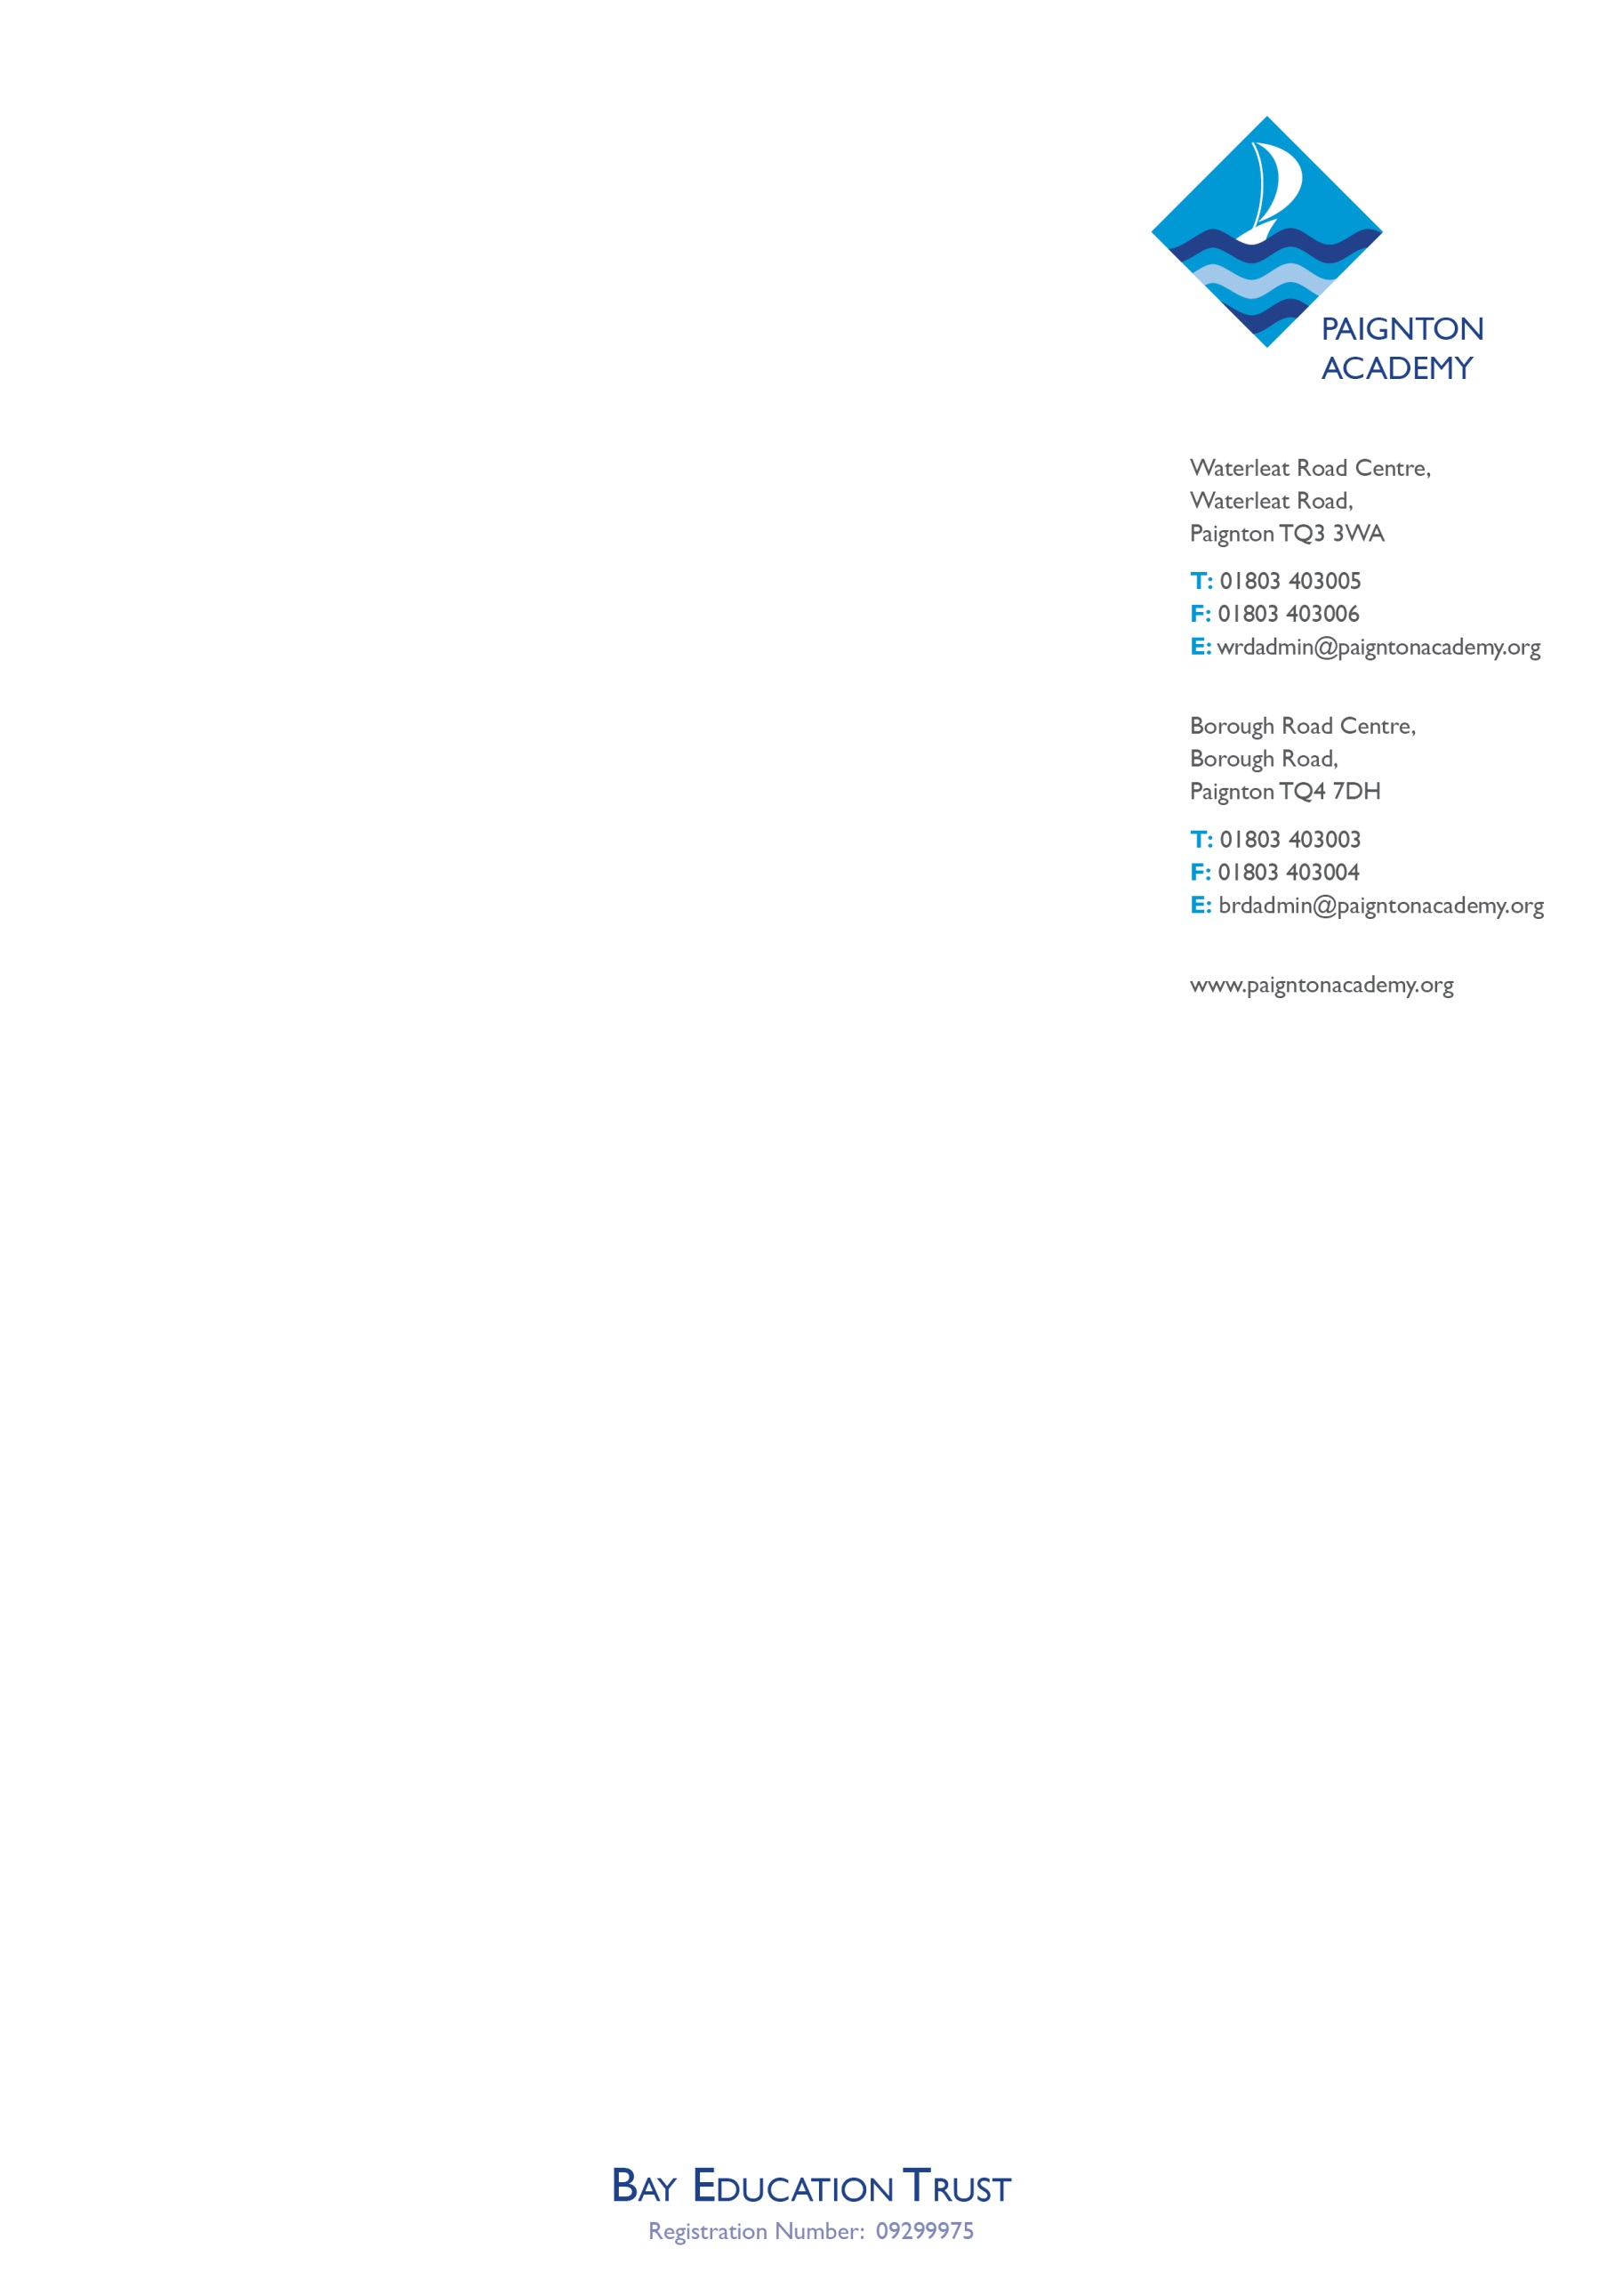 PAIGNTON
ACADEMY
Waterleat Road Centre,
Waterleat Road,
Paignton TQ3 3WA
T: 01803 403005
F: 01803 403006
E: wrdadmin@paigntonacademy.org
Borough Road Centre,
Borough Road,
Paignton TQ4 7DH
T: 01803 403003
F: 01803 403004
E: brdadmin@paigntonacademy.org
www.paigntonacademy.org
BAY EDUCATION TRUST
Registration Number: 09299975